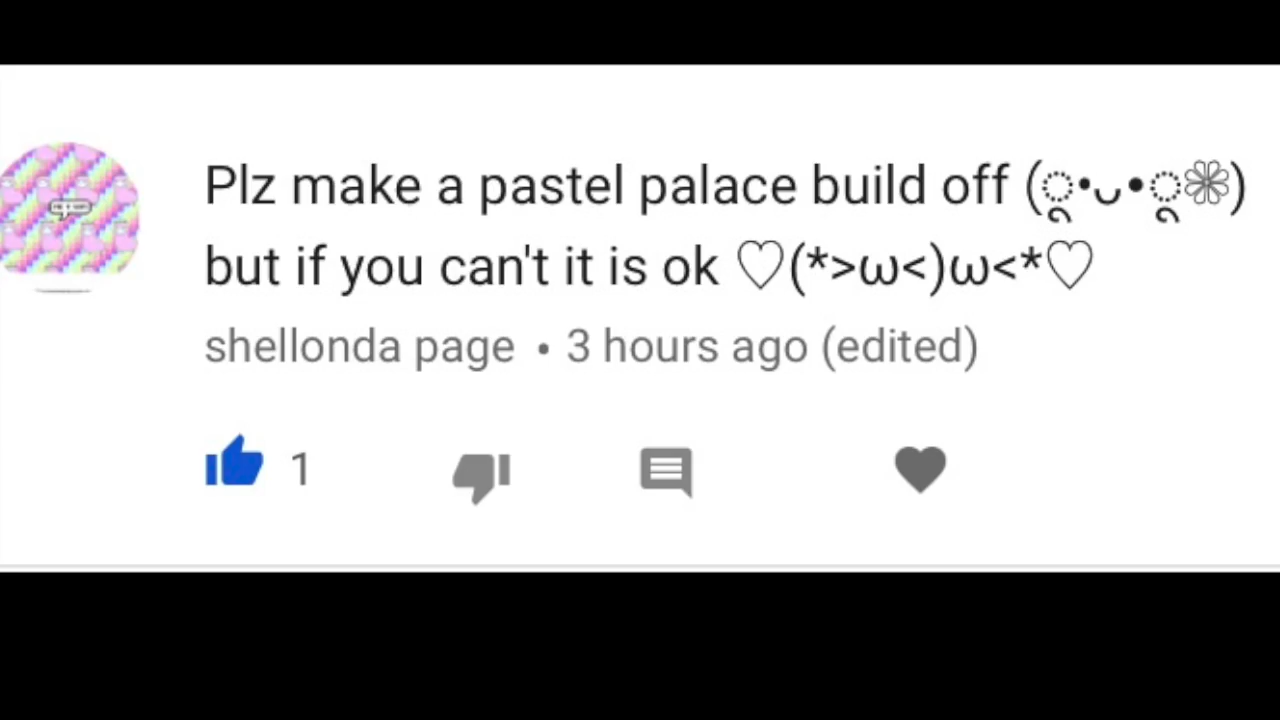 Plz make a pastel palace build off (ृ•ᴗ•ृ❀)
but if you can't it is ok ♡(*>ω<)ω<*♡
shellonda page • 3 hours ago (edited)
1